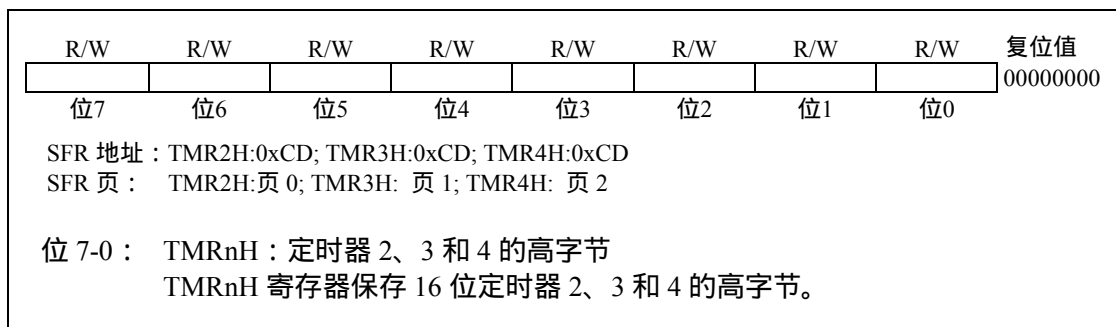 R/W R/W R/W R/W R/W R/W R/W R/W 复位值
00000000
位7 位6 位5 位4 位3 位2 位1 位0
SFR 地址：TMR2H:0xCD; TMR3H:0xCD; TMR4H:0xCD
SFR 页： TMR2H:页 0; TMR3H: 页 1; TMR4H: 页 2
位 7-0： TMRnH：定时器 2、3 和 4 的高字节
TMRnH 寄存器保存 16 位定时器 2、3 和 4 的高字节。